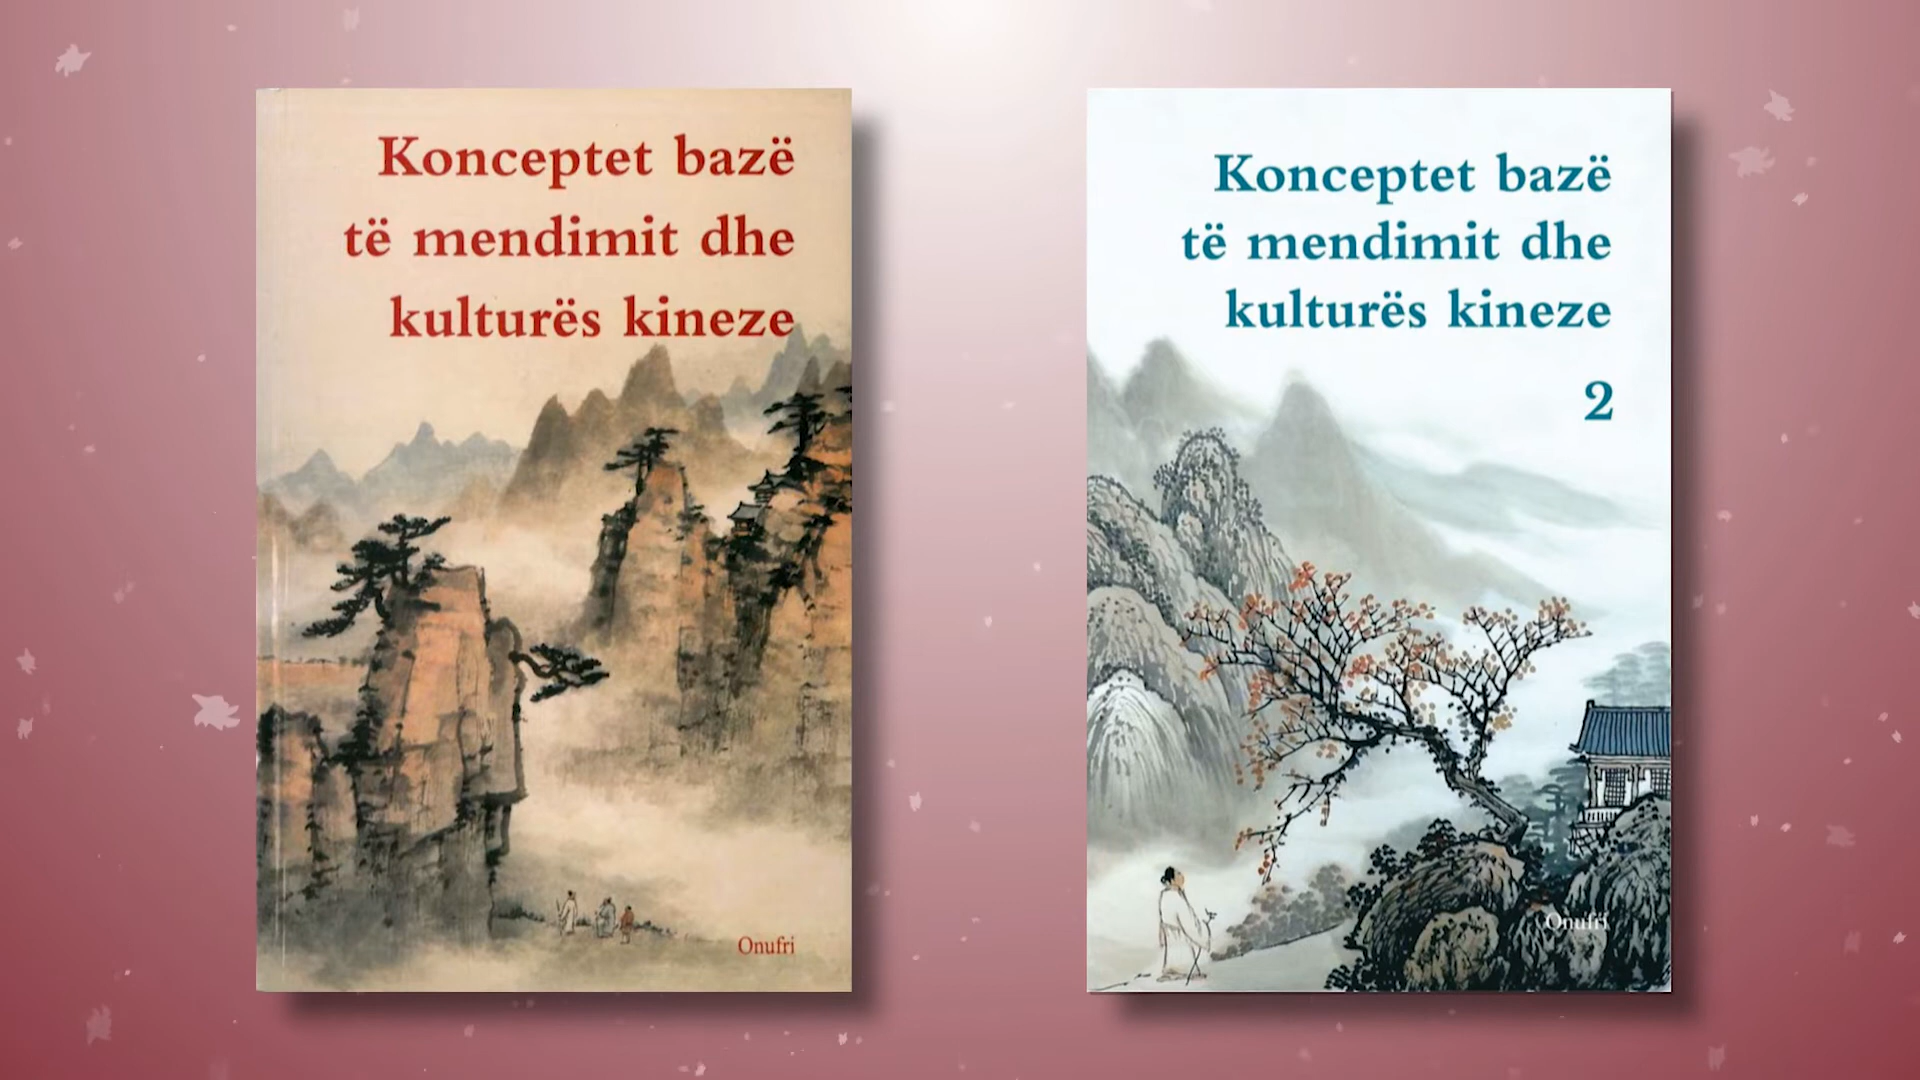 Konceptet bazë
të mendimit dhe
kulturës kineze
Onufri
Konceptet bazë
të mendimit dhe
kulturës kineze
2
Onufri